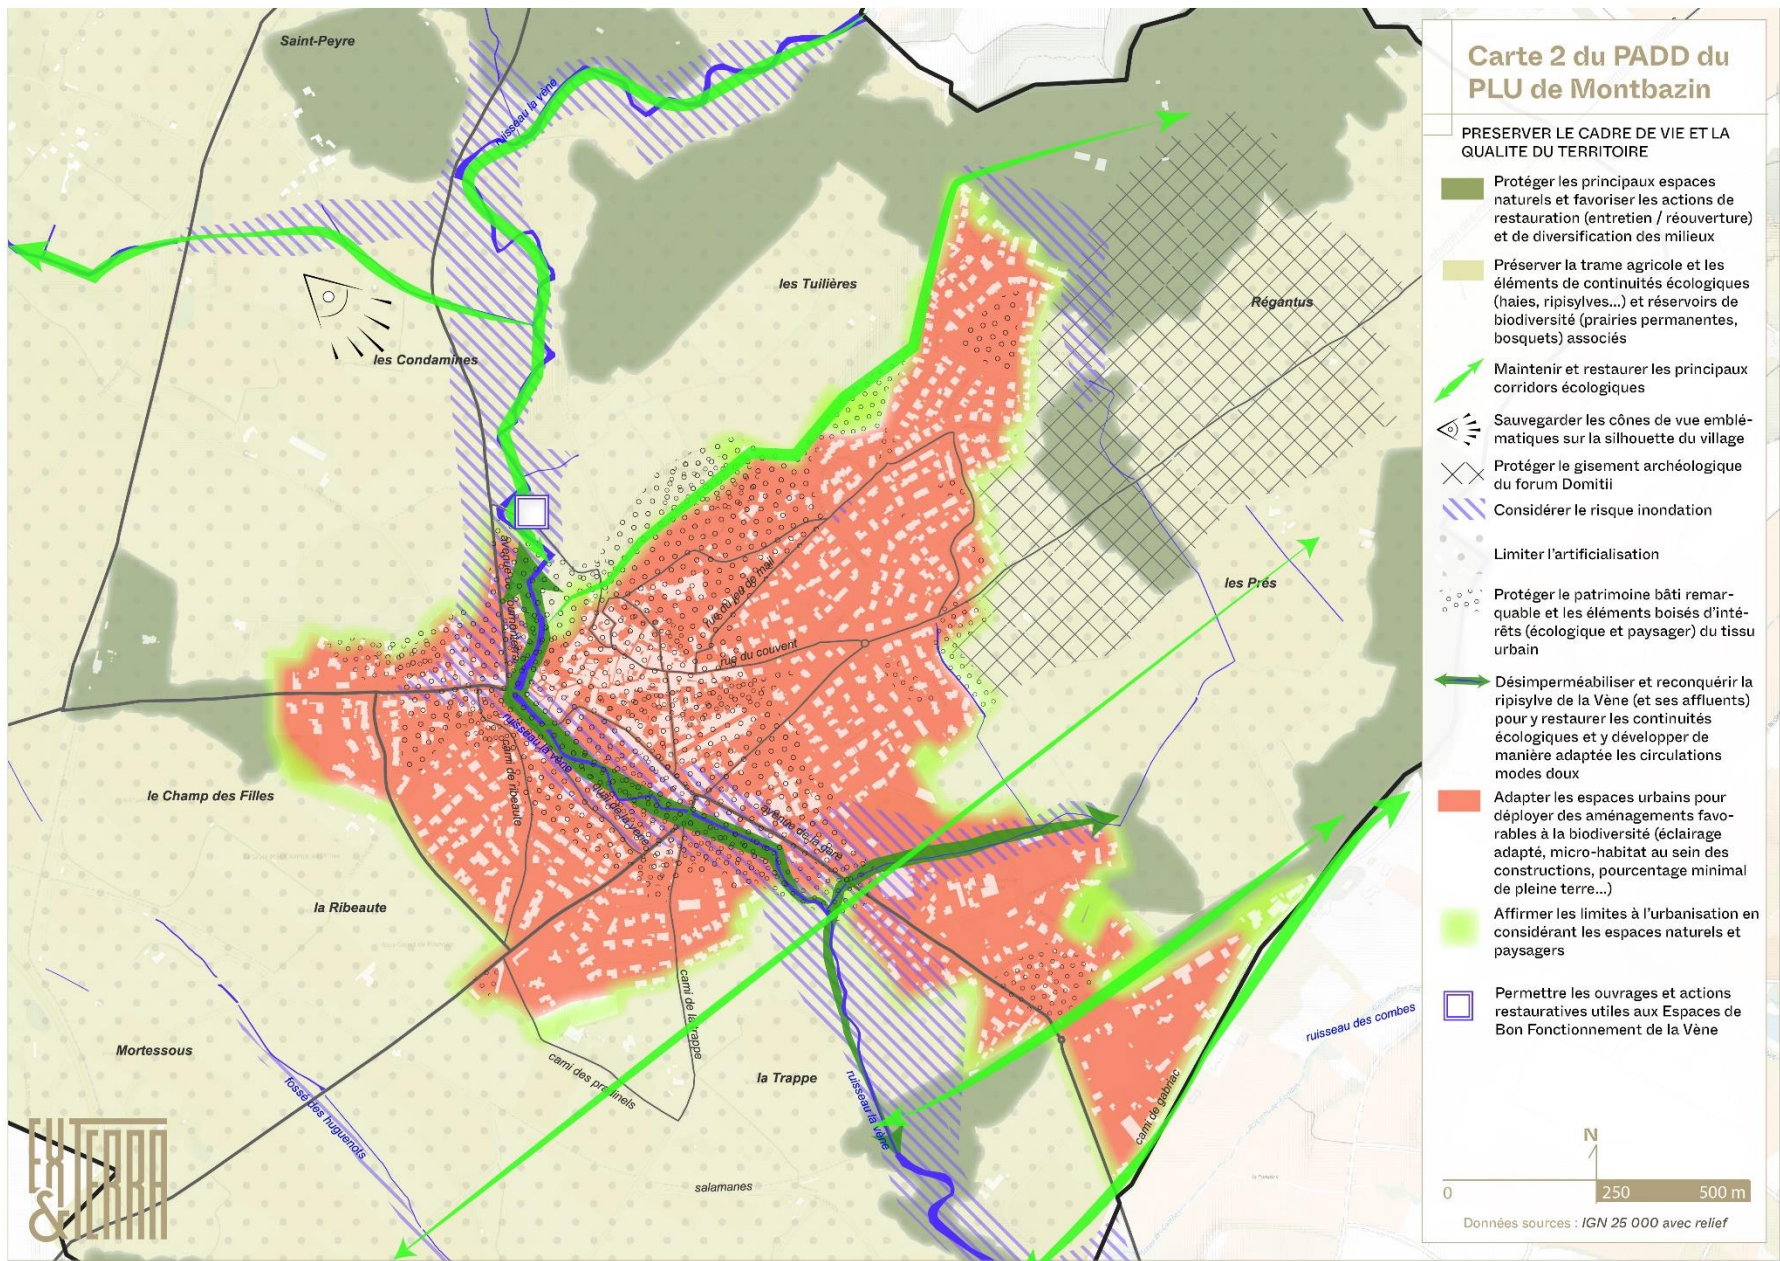 Saint-Peyre
ruisseau la vène
les Tuilières
Régantus
les Condamines
les Prés
avenue de
rue du jeu de mail
rue du couvent
ruisseau la vène
cami de ribeaute
quai de la vène
avenue de la gare
le Champ des Filles
la Ribeaute
cami de la trappe
Mortessous
cami des pradinels
la Trappe
fossé des huguenots
ruisseau la vène
cami de gabriac
ruisseau des combes
salamanes
EX
&TERRA
Carte 2 du PADD du
PLU de Montbazin
PRESERVER LE CADRE DE VIE ET LA
QUALITE DU TERRITOIRE
Protéger les principaux espaces
naturels et favoriser les actions de
restauration (entretien / réouverture)
et de diversification des milieux
Préserver la trame agricole et les
éléments de continuités écologiques
(haies, ripisylves...) et réservoirs de
biodiversité (prairies permanentes,
bosquets) associés
Maintenir et restaurer les principaux
corridors écologiques
Sauvegarder les cônes de vue emblé-
matiques sur la silhouette du village
Protéger le gisement archéologique
du forum Domitii
Considérer le risque inondation
Limiter l'artificialisation
Protéger le patrimoine bâti remar-
quable et les éléments boisés d'inté-
rêts (écologique et paysager) du tissu
urbain
Désimperméabiliser et reconquérir la
ripisylve de la Vène (et ses affluents)
pour y restaurer les continuités
écologiques et y développer de
manière adaptée les circulations
modes doux
Adapter les espaces urbains pour
déployer des aménagements favo-
rables à la biodiversité (éclairage
adapté, micro-habitat au sein des
constructions, pourcentage minimal
de pleine terre...)
Affirmer les limites à l'urbanisation en
considérant les espaces naturels et
paysagers
Permettre les ouvrages et actions
restauratives utiles aux Espaces de
Bon Fonctionnement de la Vène
N
0 250 500 m
Données sources : IGN 25 000 avec relief